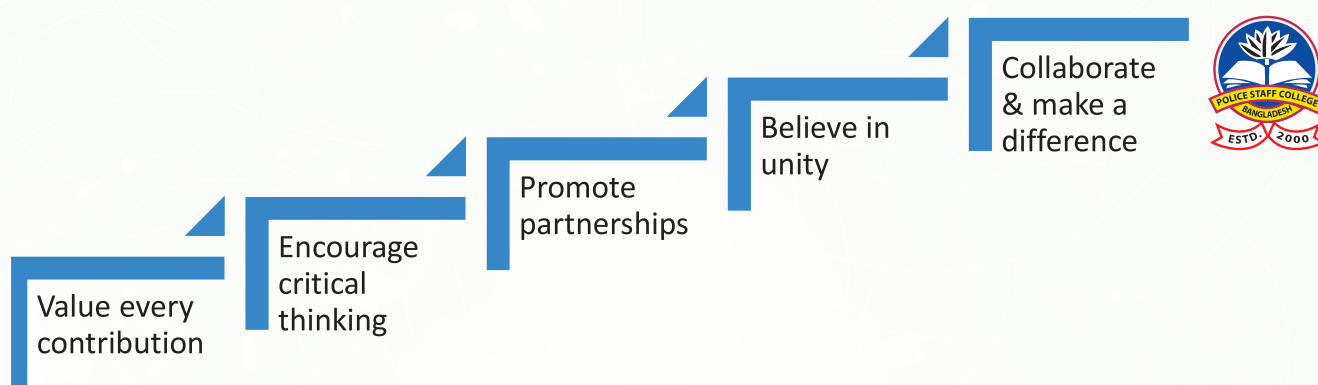 Value every
contribution
Encourage
critical
thinking
Promote
partnerships
Believe in
unity
Collaborate
& make a
difference
POLICE STAFF COLLEGE
BANGLADESH
ESTD. 2000